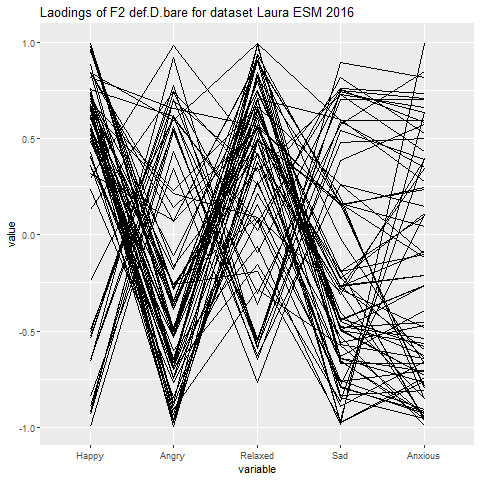 Laodings of F2 def.D.bare for dataset Laura ESM 2016
1.0
0.5
0.0
-0.5
-1.0
value
Happy Angry Relaxed Sad Anxious
variable